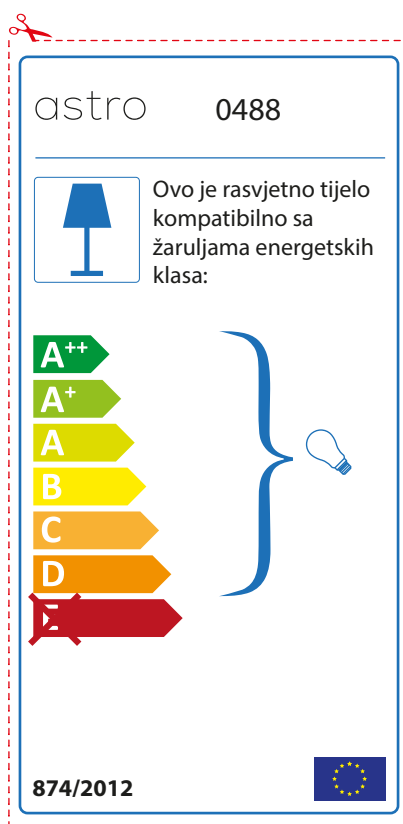 astro 0488
Ovo je rasvjetno tijelo
kompatibilno sa
žaruljama energetskih
klasa:
A++
A+
A
B
C
D
E
874/2012